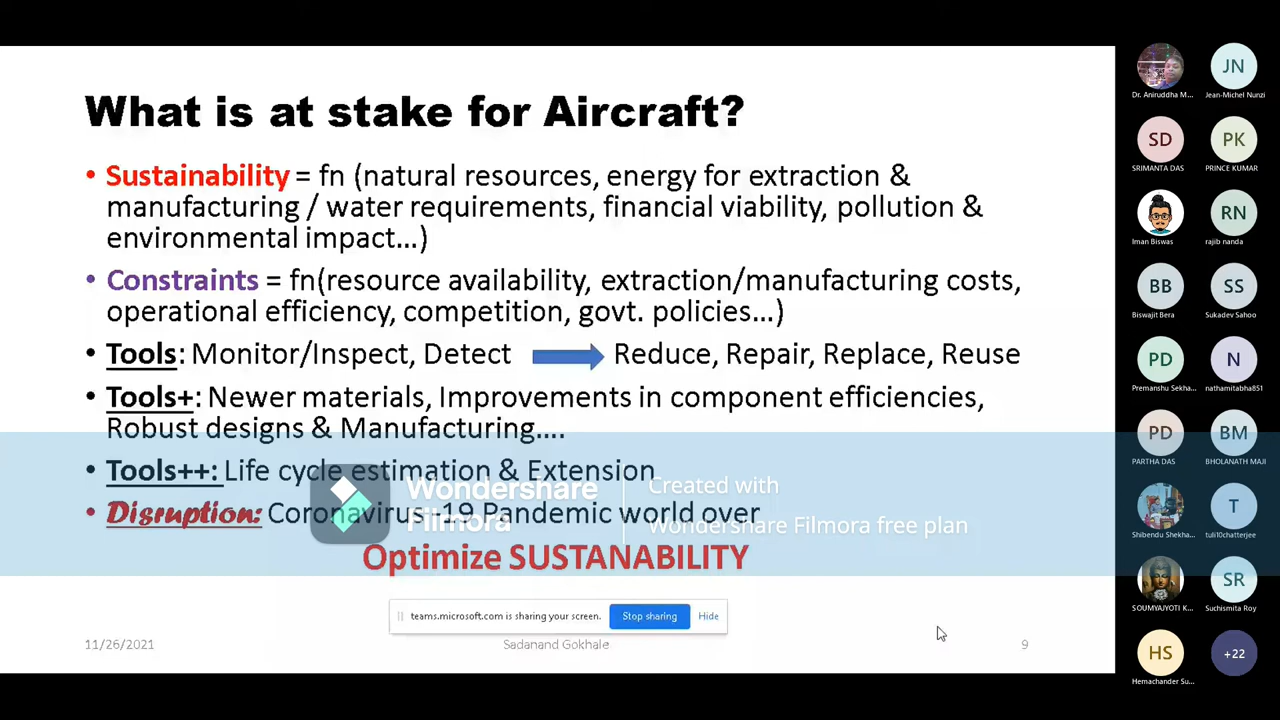 What is at stake for Aircraft?
• Sustainability = fn (natural resources, energy for extraction &
manufacturing / water requirements, financial viability, pollution &
environmental impact...)
• Constraints = fn(resource availability, extraction/manufacturing costs,
operational efficiency, competition, govt. policies...)
• Tools: Monitor/Inspect, Detect Reduce, Repair, Replace, Reuse
• Tools+: Newer materials, Improvements in component efficiencies,
Robust designs & Manufacturing....
• Tools++: Life cycle estimation & Extension
• Disruption: Coronavirus -19 Pandemic world over
Optimize SUSTANABILITY
Wondershare
Filmora
Created with
Wondershare Filmora free plan
teams.microsoft.com is sharing your screen. Stop sharing Hide
11/26/2021 Sadanand Gokhale 9
Dr. Aniruddha M...
JN
Jean-Michel Nunzi
SD
SRIMANTA DAS
PK
PRINCE KUMAR
Iman Biswas
RN
rajib nanda
BB
Biswajit Bera
SS
Sukadev Sahoo
PD
Premanshu Sekha...
N
nathamitabha851
PD
PARTHA DAS
BM
BHOLANATH MAJI
Shibendu Shekha...
T
tuli10chatterjee
SOUMYAJYOTI K...
SR
Suchismita Roy
HS
Hemachander Su...
+22